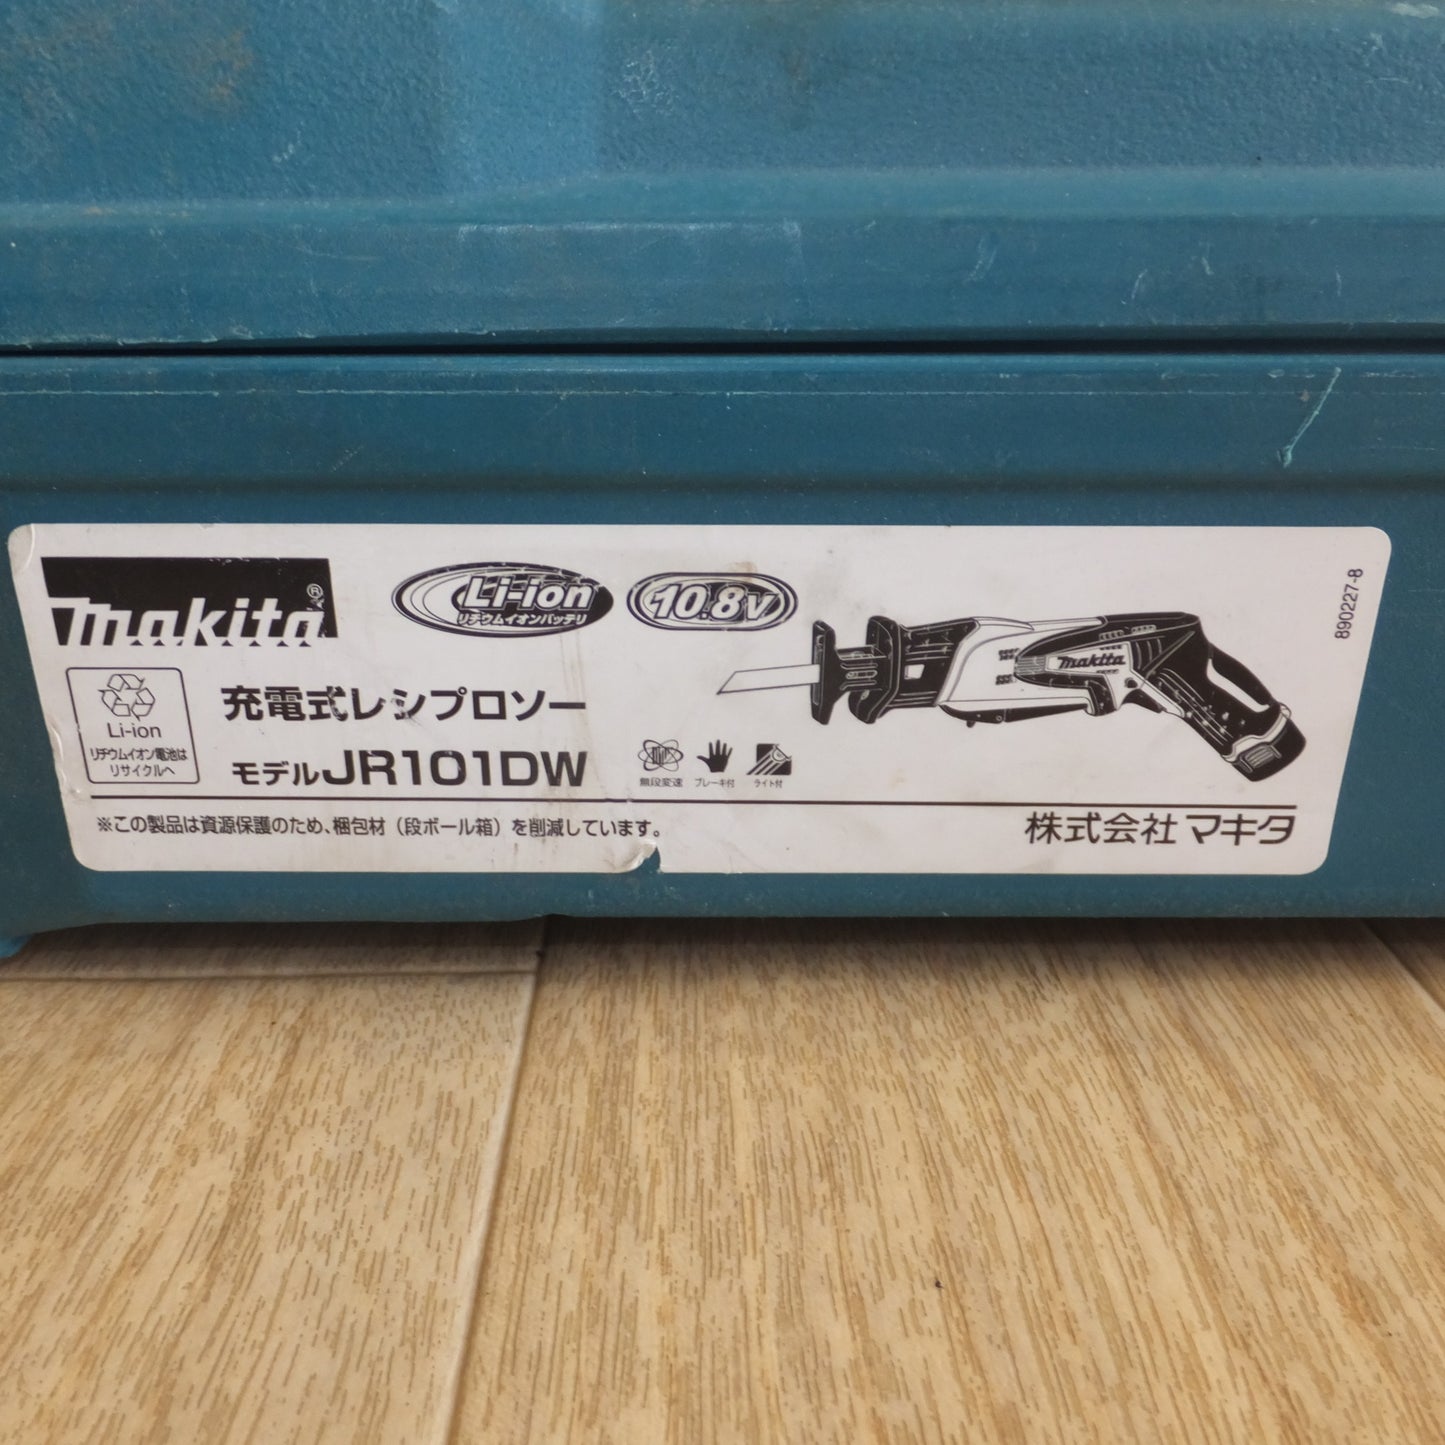 makita®
Li-ion
リチウムイオンバッテリ
10.8V
890227-8
makita
Li-ion
リチウムイオン電池は
リサイクルへ
充電式レシプロソー
モデルJR101DW
無段変速
ブレーキ付
ライト付
※この製品は資源保護のため、梱包材（段ボール箱）を削減しています。
株式会社マキタ